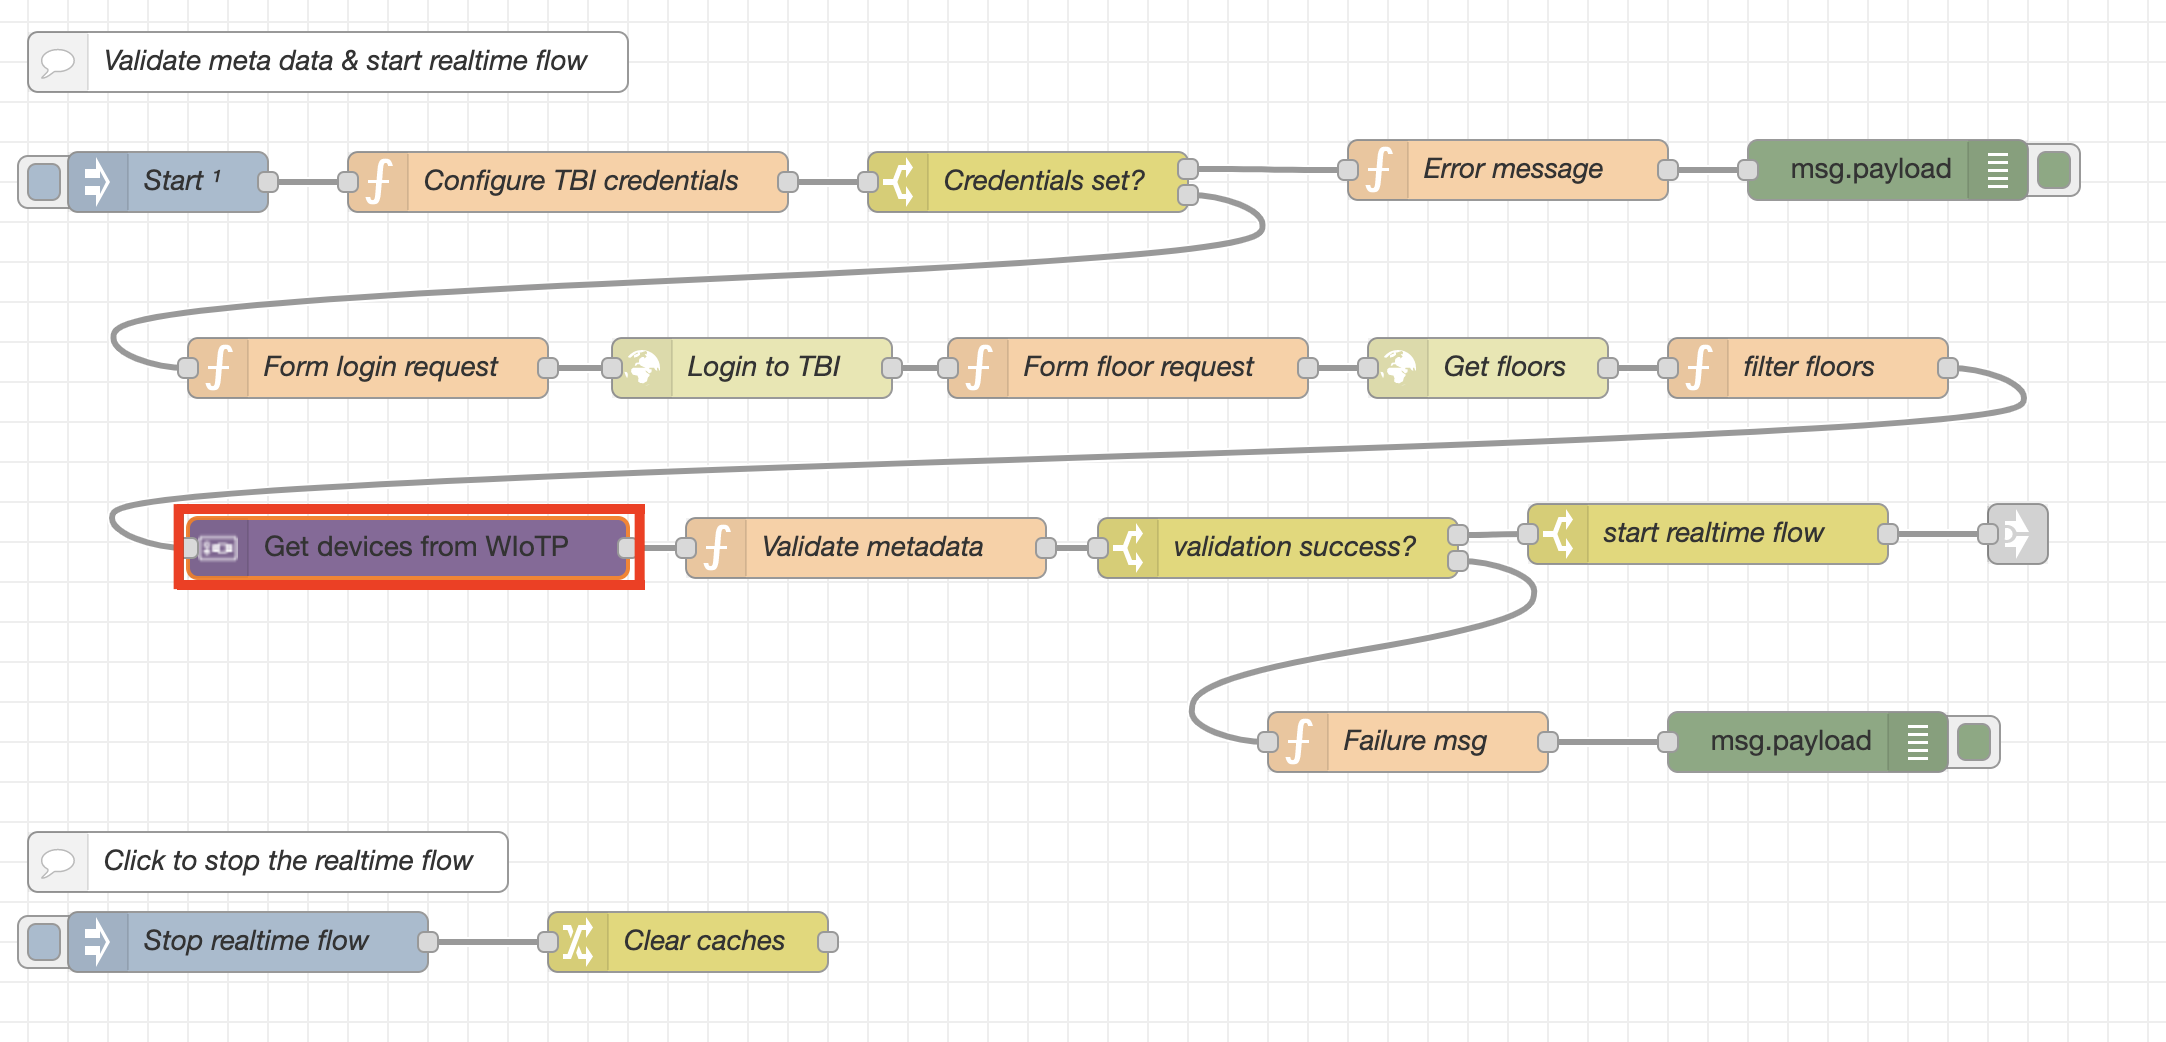 Validate meta data & start realtime flow
Start ¹
Configure TBI credentials
Credentials set?
Error message
msg.payload
Form login request
Login to TBI
Form floor request
Get floors
filter floors
Get devices from WIoTP
Validate metadata
validation success?
start realtime flow
Failure msg
msg.payload
Click to stop the realtime flow
Stop realtime flow
Clear caches